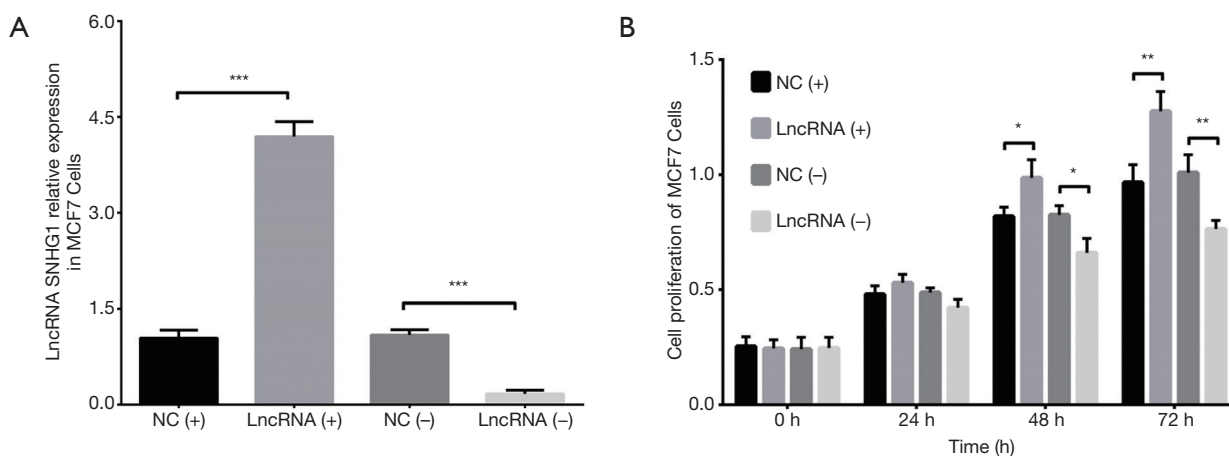 A
LncRNA SNHG1 relative expression
in MCF7 Cells
6.0
4.5
3.0
1.5
0.0
***
***
NC (+)
LncRNA (+)
NC (–)
LncRNA (–)
B
Cell proliferation of MCF7 Cells
1.5
1.0
0.5
0.0
NC (+)
LncRNA (+)
NC (–)
LncRNA (–)
*
*
**
**
0 h
24 h
48 h
72 h
Time (h)